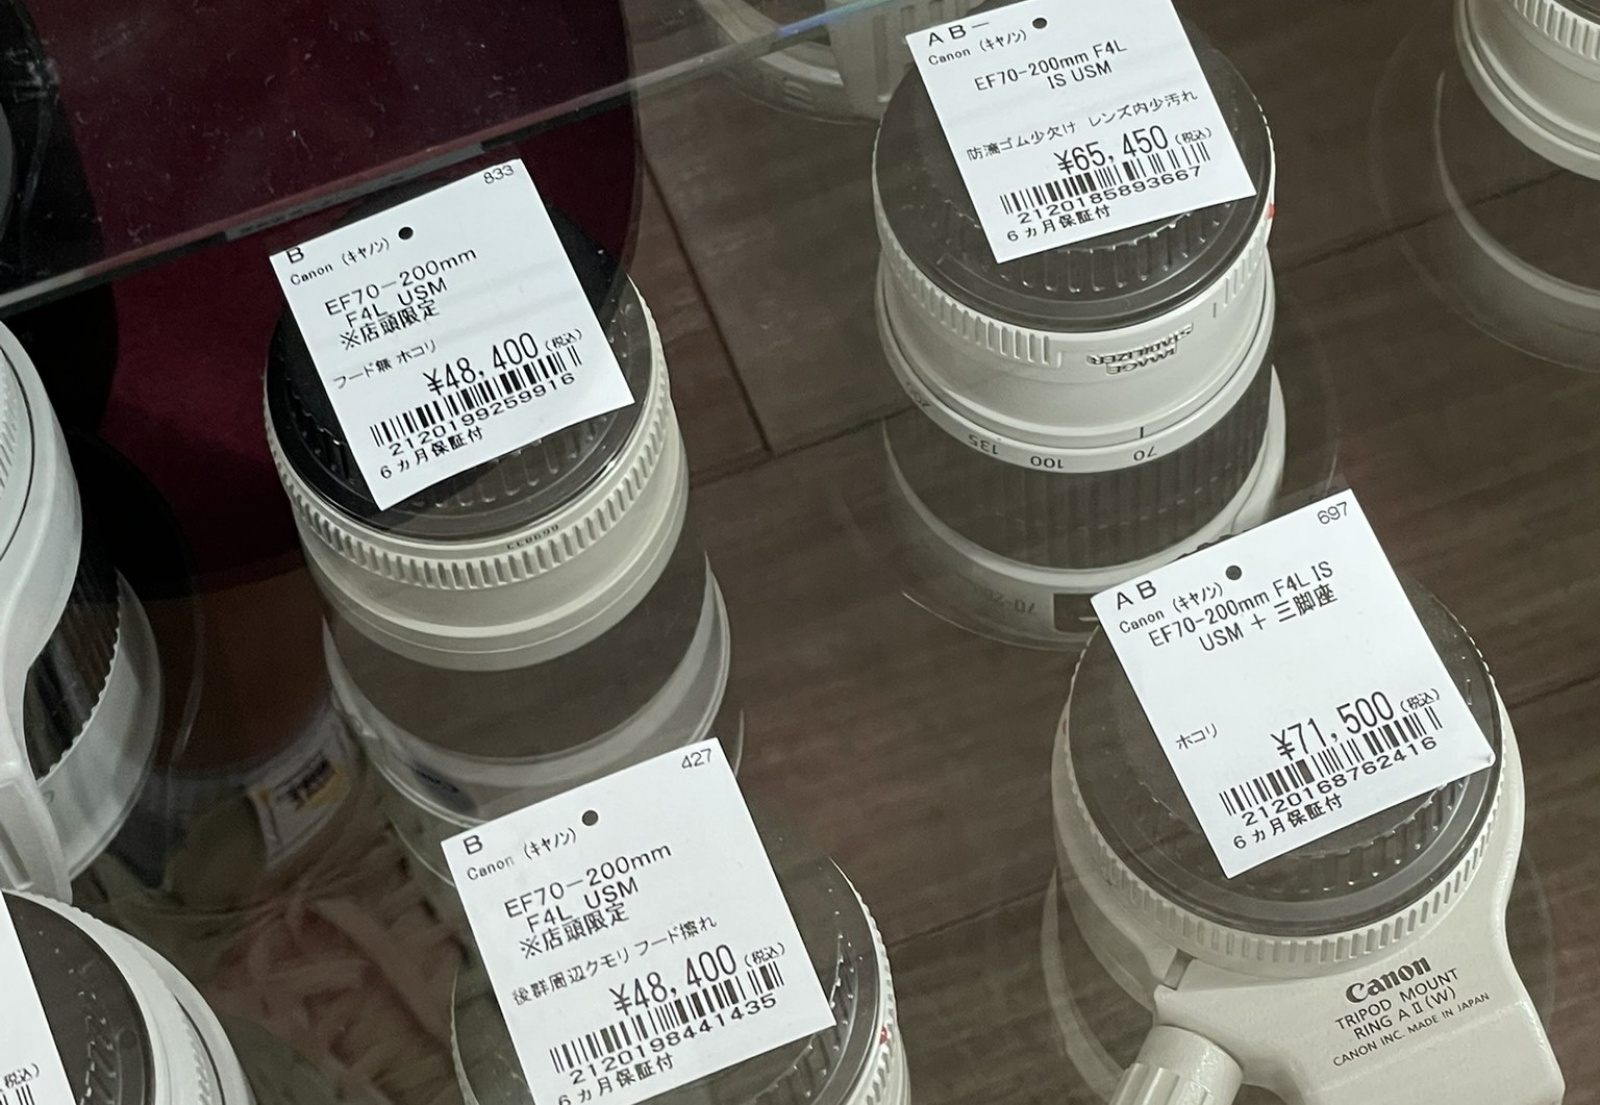 AB－
Canon (キヤノン)
EF70-200mm F4L
IS USM
防滴ゴム少欠け レンズ内少汚れ
¥65,450(税込)
2120185893667
6ヵ月保証付
IMAGE
STABILIZER
135
100
70
833
B
Canon (キヤノン)
EF70－200mm
F4L USM
※店頭限定
フード無 ホコリ
¥48,400(税込)
2120199259916
6ヵ月保証付
697
AB
Canon (キヤノン)
EF70-200mm F4L IS
USM ＋ 三脚座
ホコリ
¥71,500(税込)
2120168762416
6ヵ月保証付
Canon
TRIPOD MOUNT
RING A II (W)
CANON INC. MADE IN JAPAN
427
B
Canon (キヤノン)
EF70－200mm
F4L USM
※店頭限定
後群周辺クモリ フード擦れ
¥48,400(税込)
2120198441435
6ヵ月保証付
税込)